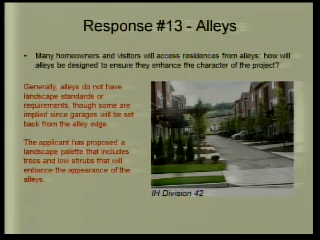 Response #13 - Alleys
• Many homeowners and visitors will access residences from alleys; how will
alleys be designed to ensure they enhance the character of the project?
Generally, alleys do not have
landscape standards or
requirements, though some are
implied since garages will be set
back from the alley edge.
The applicant has proposed a
landscape palette that includes
trees and low shrubs that will
enhance the appearance of the
alleys.
IH Division 42